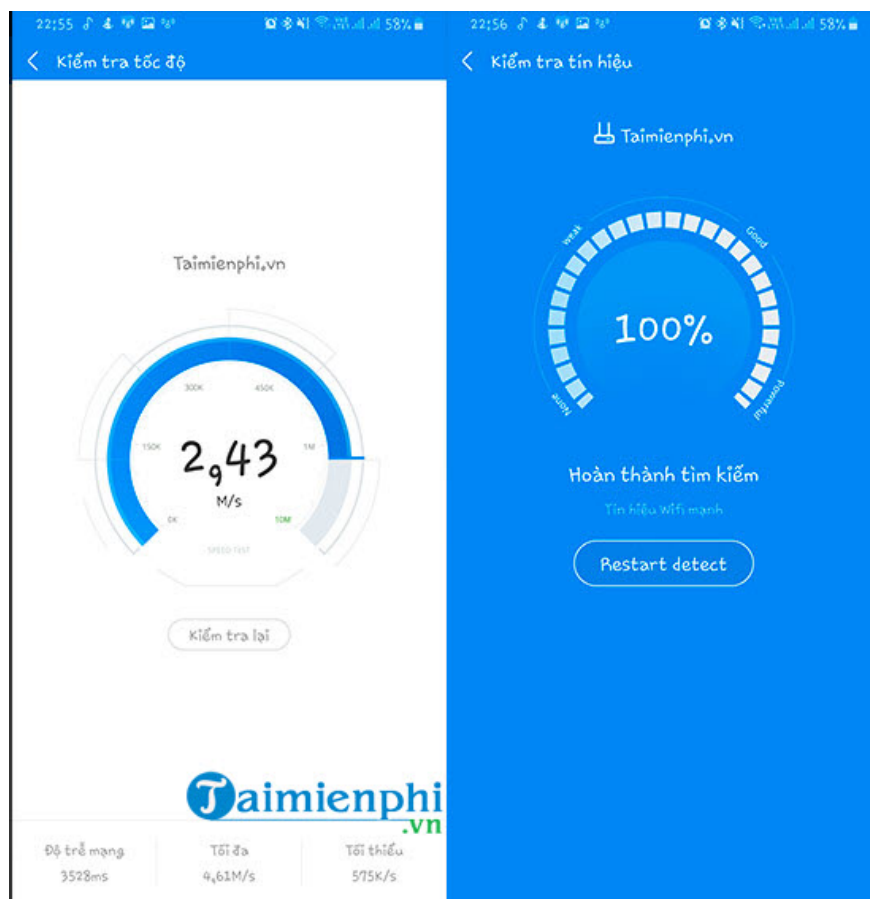 22:55
58%
Kiểm tra tốc độ
Taimienphi.vn
300K
450K
150K
1M
2,43
M/s
0K
10M
SPEED TEST
Kiểm tra lại
Taimienphi
.vn
Độ trễ mạng
Tối đa
Tối thiểu
3528ms
4,61M/s
575K/s
22:56
58%
Kiểm tra tín hiệu
Taimienphi.vn
Weak
Good
100%
None
Powerful
Hoàn thành tìm kiếm
Tín hiệu Wifi mạnh
Restart detect